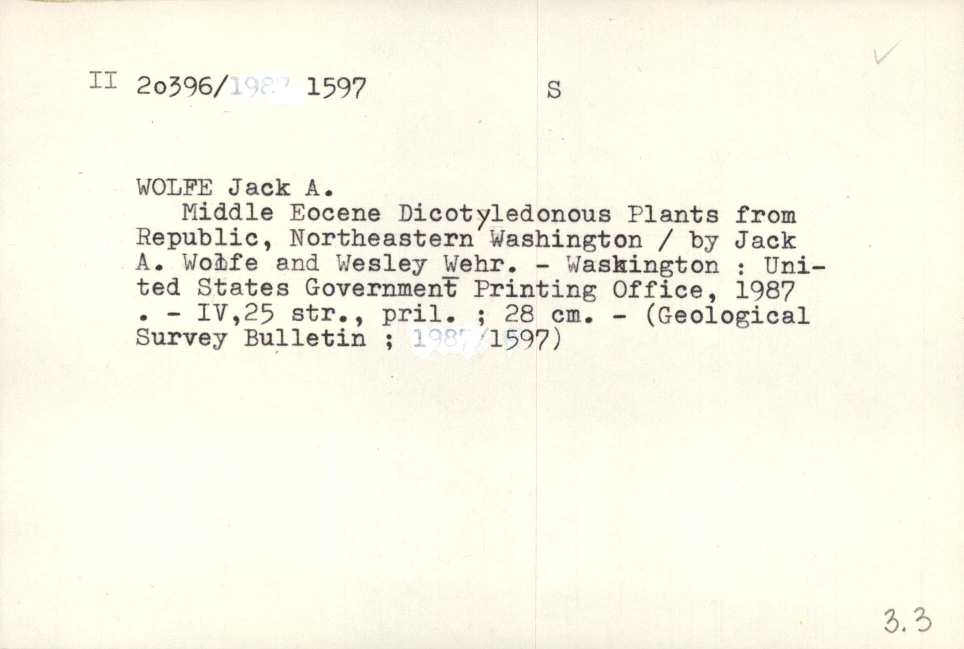 II 2o396/1987 1597 S
WOLFE Jack A.
Middle Eocene Dicotyledonous Plants from
Republic, Northeastern Washington / by Jack
A. Wolfe and Wesley Wehr. - Waskington : Uni-
ted States Government Printing Office, 1987
. - IV,25 str., pril. ; 28 cm. - (Geological
Survey Bulletin ; 1987/1597)
3.3